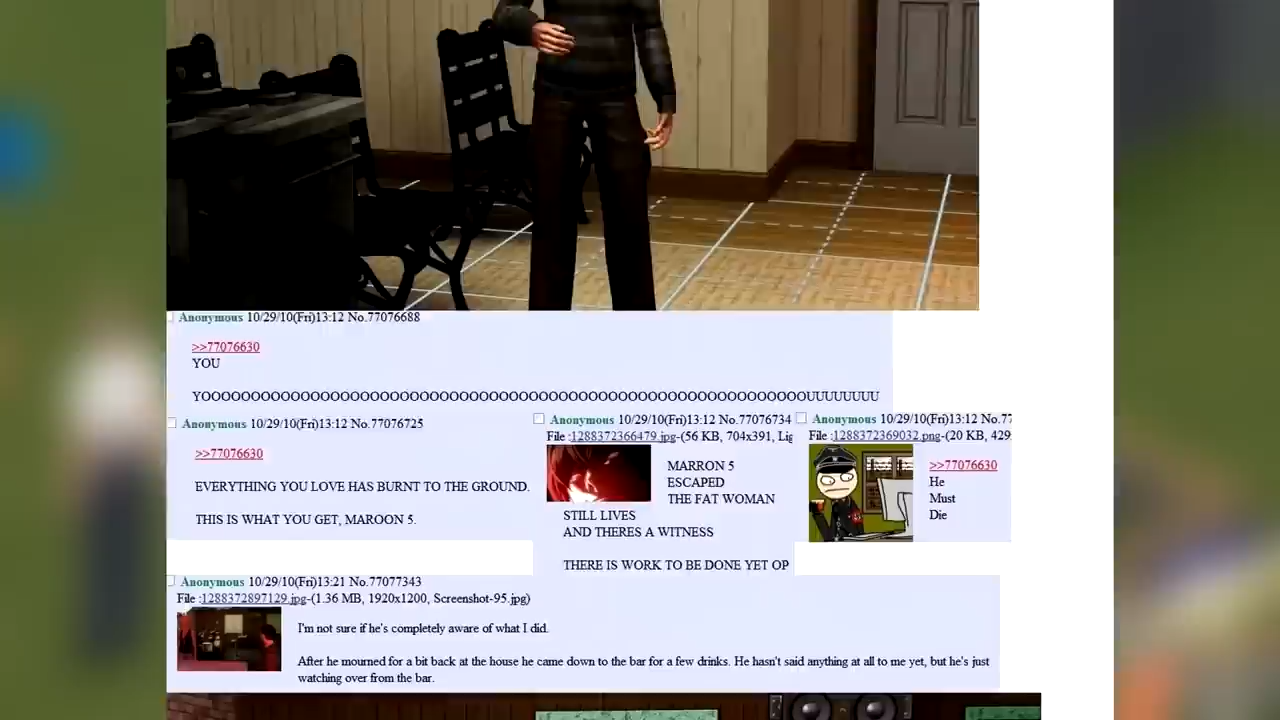 Anonymous 10/29/10(Fri)13:12 No.77076688
>>77076630
YOU
YOOOOOOOOOOOOOOOOOOOOOOOOOOOOOOOOOOOOOOOOOOOOOOOOOOOOOOOOOOOOOUUUUUUU
Anonymous 10/29/10(Fri)13:12 No.77076725
>>77076630
EVERYTHING YOU LOVE HAS BURNT TO THE GROUND.
THIS IS WHAT YOU GET, MAROON 5.
Anonymous 10/29/10(Fri)13:12 No.77076734
File :1288372366479.jpg-(56 KB, 704x391, Lig
MARRON 5
ESCAPED
THE FAT WOMAN
STILL LIVES
AND THERES A WITNESS
THERE IS WORK TO BE DONE YET OP
Anonymous 10/29/10(Fri)13:12 No.77
File :1288372369032.png-(20 KB, 429
>>77076630
He
Must
Die
Anonymous 10/29/10(Fri)13:21 No.77077343
File :1288372897129.jpg-(1.36 MB, 1920x1200, Screenshot-95.jpg)
I'm not sure if he's completely aware of what I did.
After he mourned for a bit back at the house he came down to the bar for a few drinks. He hasn't said anything at all to me yet, but he's just
watching over from the bar.